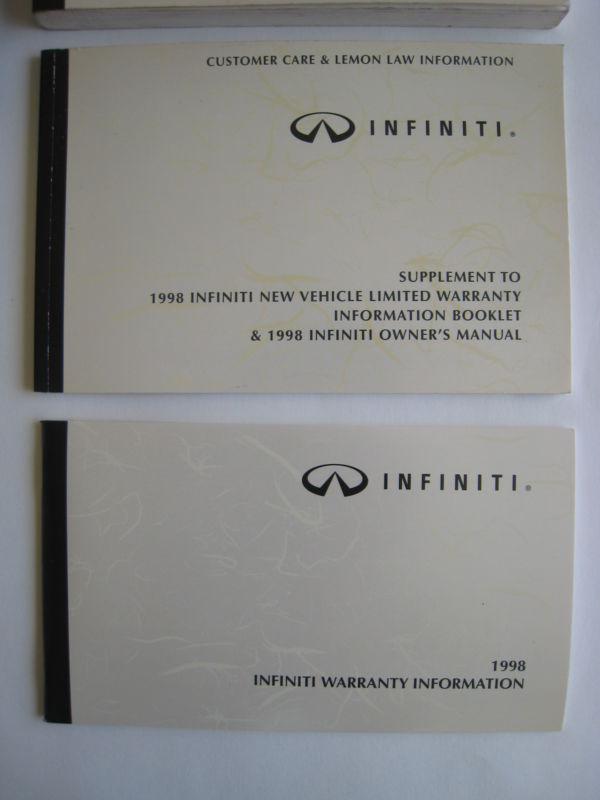 CUSTOMER CARE & LEMON LAW INFORMATION
INFINITI®
SUPPLEMENT TO
1998 INFINITI NEW VEHICLE LIMITED WARRANTY
INFORMATION BOOKLET
& 1998 INFINITI OWNER'S MANUAL
INFINITI®
1998
INFINITI WARRANTY INFORMATION